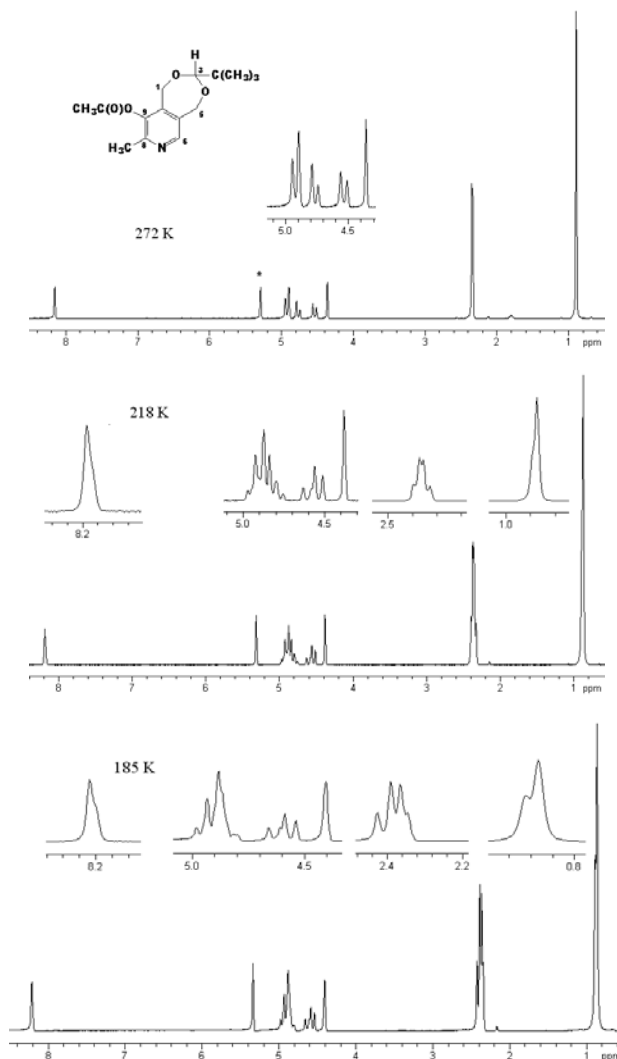 H
O 3 C(CH₃)₃
1 O
CH₃C(O)O 9 5
8 6
CH₃ N
5.0 4.5
272 K
*
8 7 6 5 4 3 2 1 ppm
218 K
8.2 5.0 4.5 2.5 1.0
8 7 6 5 4 3 2 1 ppm
185 K
8.2 5.0 4.5 2.4 2.2 0.8
8 7 6 5 4 3 2 1 ppm